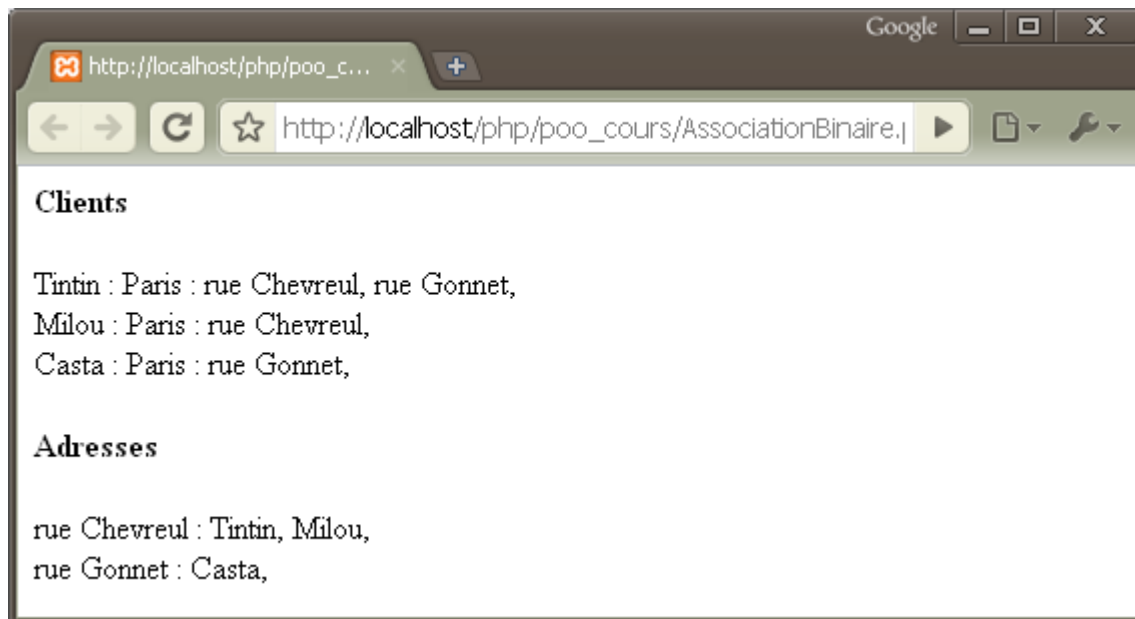 Google
http://localhost/php/poo_c...
http://localhost/php/poo_cours/AssociationBinaire.p
Clients
Tintin : Paris : rue Chevreul, rue Gonnet,
Milou : Paris : rue Chevreul,
Casta : Paris : rue Gonnet,
Adresses
rue Chevreul : Tintin, Milou,
rue Gonnet : Casta,